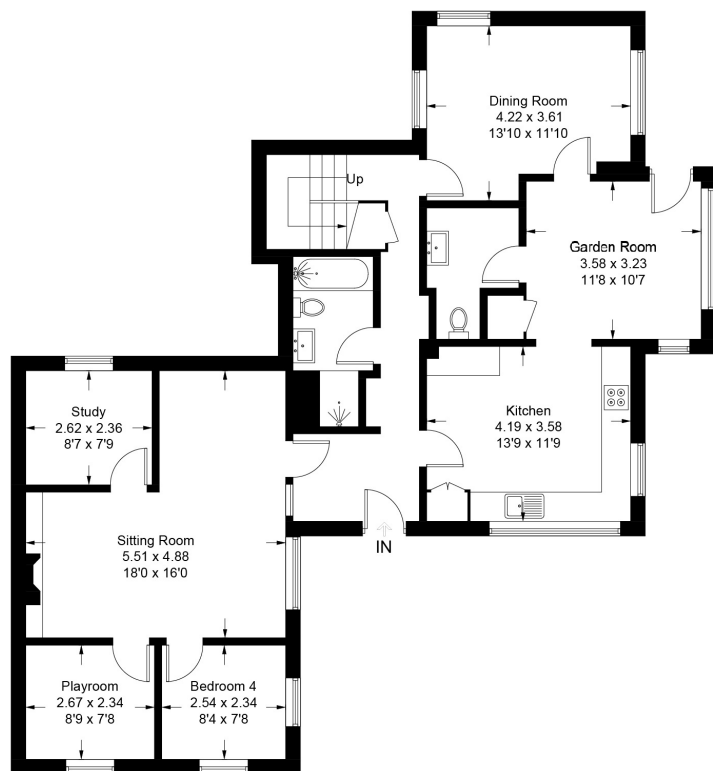 Dining Room
4.22 x 3.61
13'10 x 11'10
Up
Garden Room
3.58 x 3.23
11'8 x 10'7
Study
2.62 x 2.36
8'7 x 7'9
Kitchen
4.19 x 3.58
13'9 x 11'9
Sitting Room
5.51 x 4.88
18'0 x 16'0
IN
Playroom
2.67 x 2.34
8'9 x 7'8
Bedroom 4
2.54 x 2.34
8'4 x 7'8